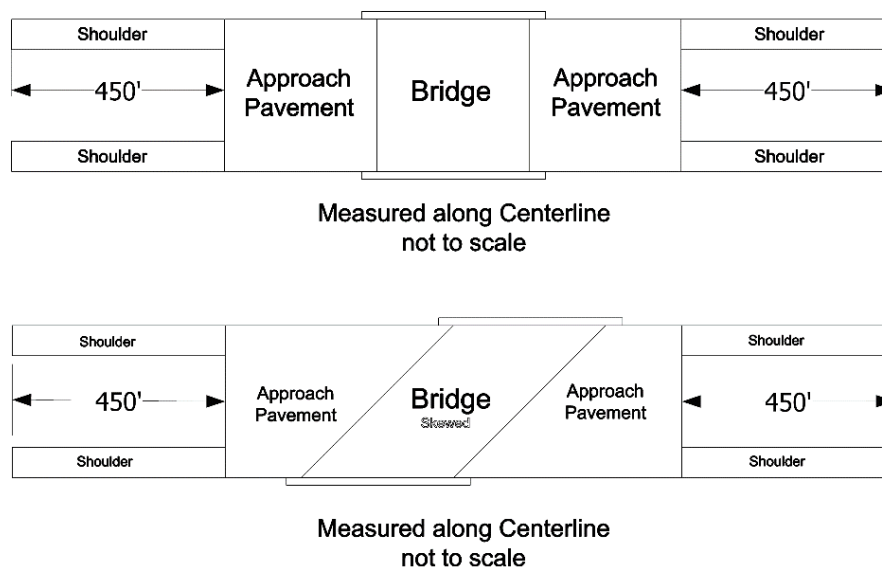 Shoulder
Shoulder
450'
Approach
Pavement
Bridge
Approach
Pavement
450'
Shoulder
Shoulder
Measured along Centerline
not to scale
Shoulder
Shoulder
450'
Approach
Pavement
Bridge
Skewed
Approach
Pavement
450'
Shoulder
Shoulder
Measured along Centerline
not to scale